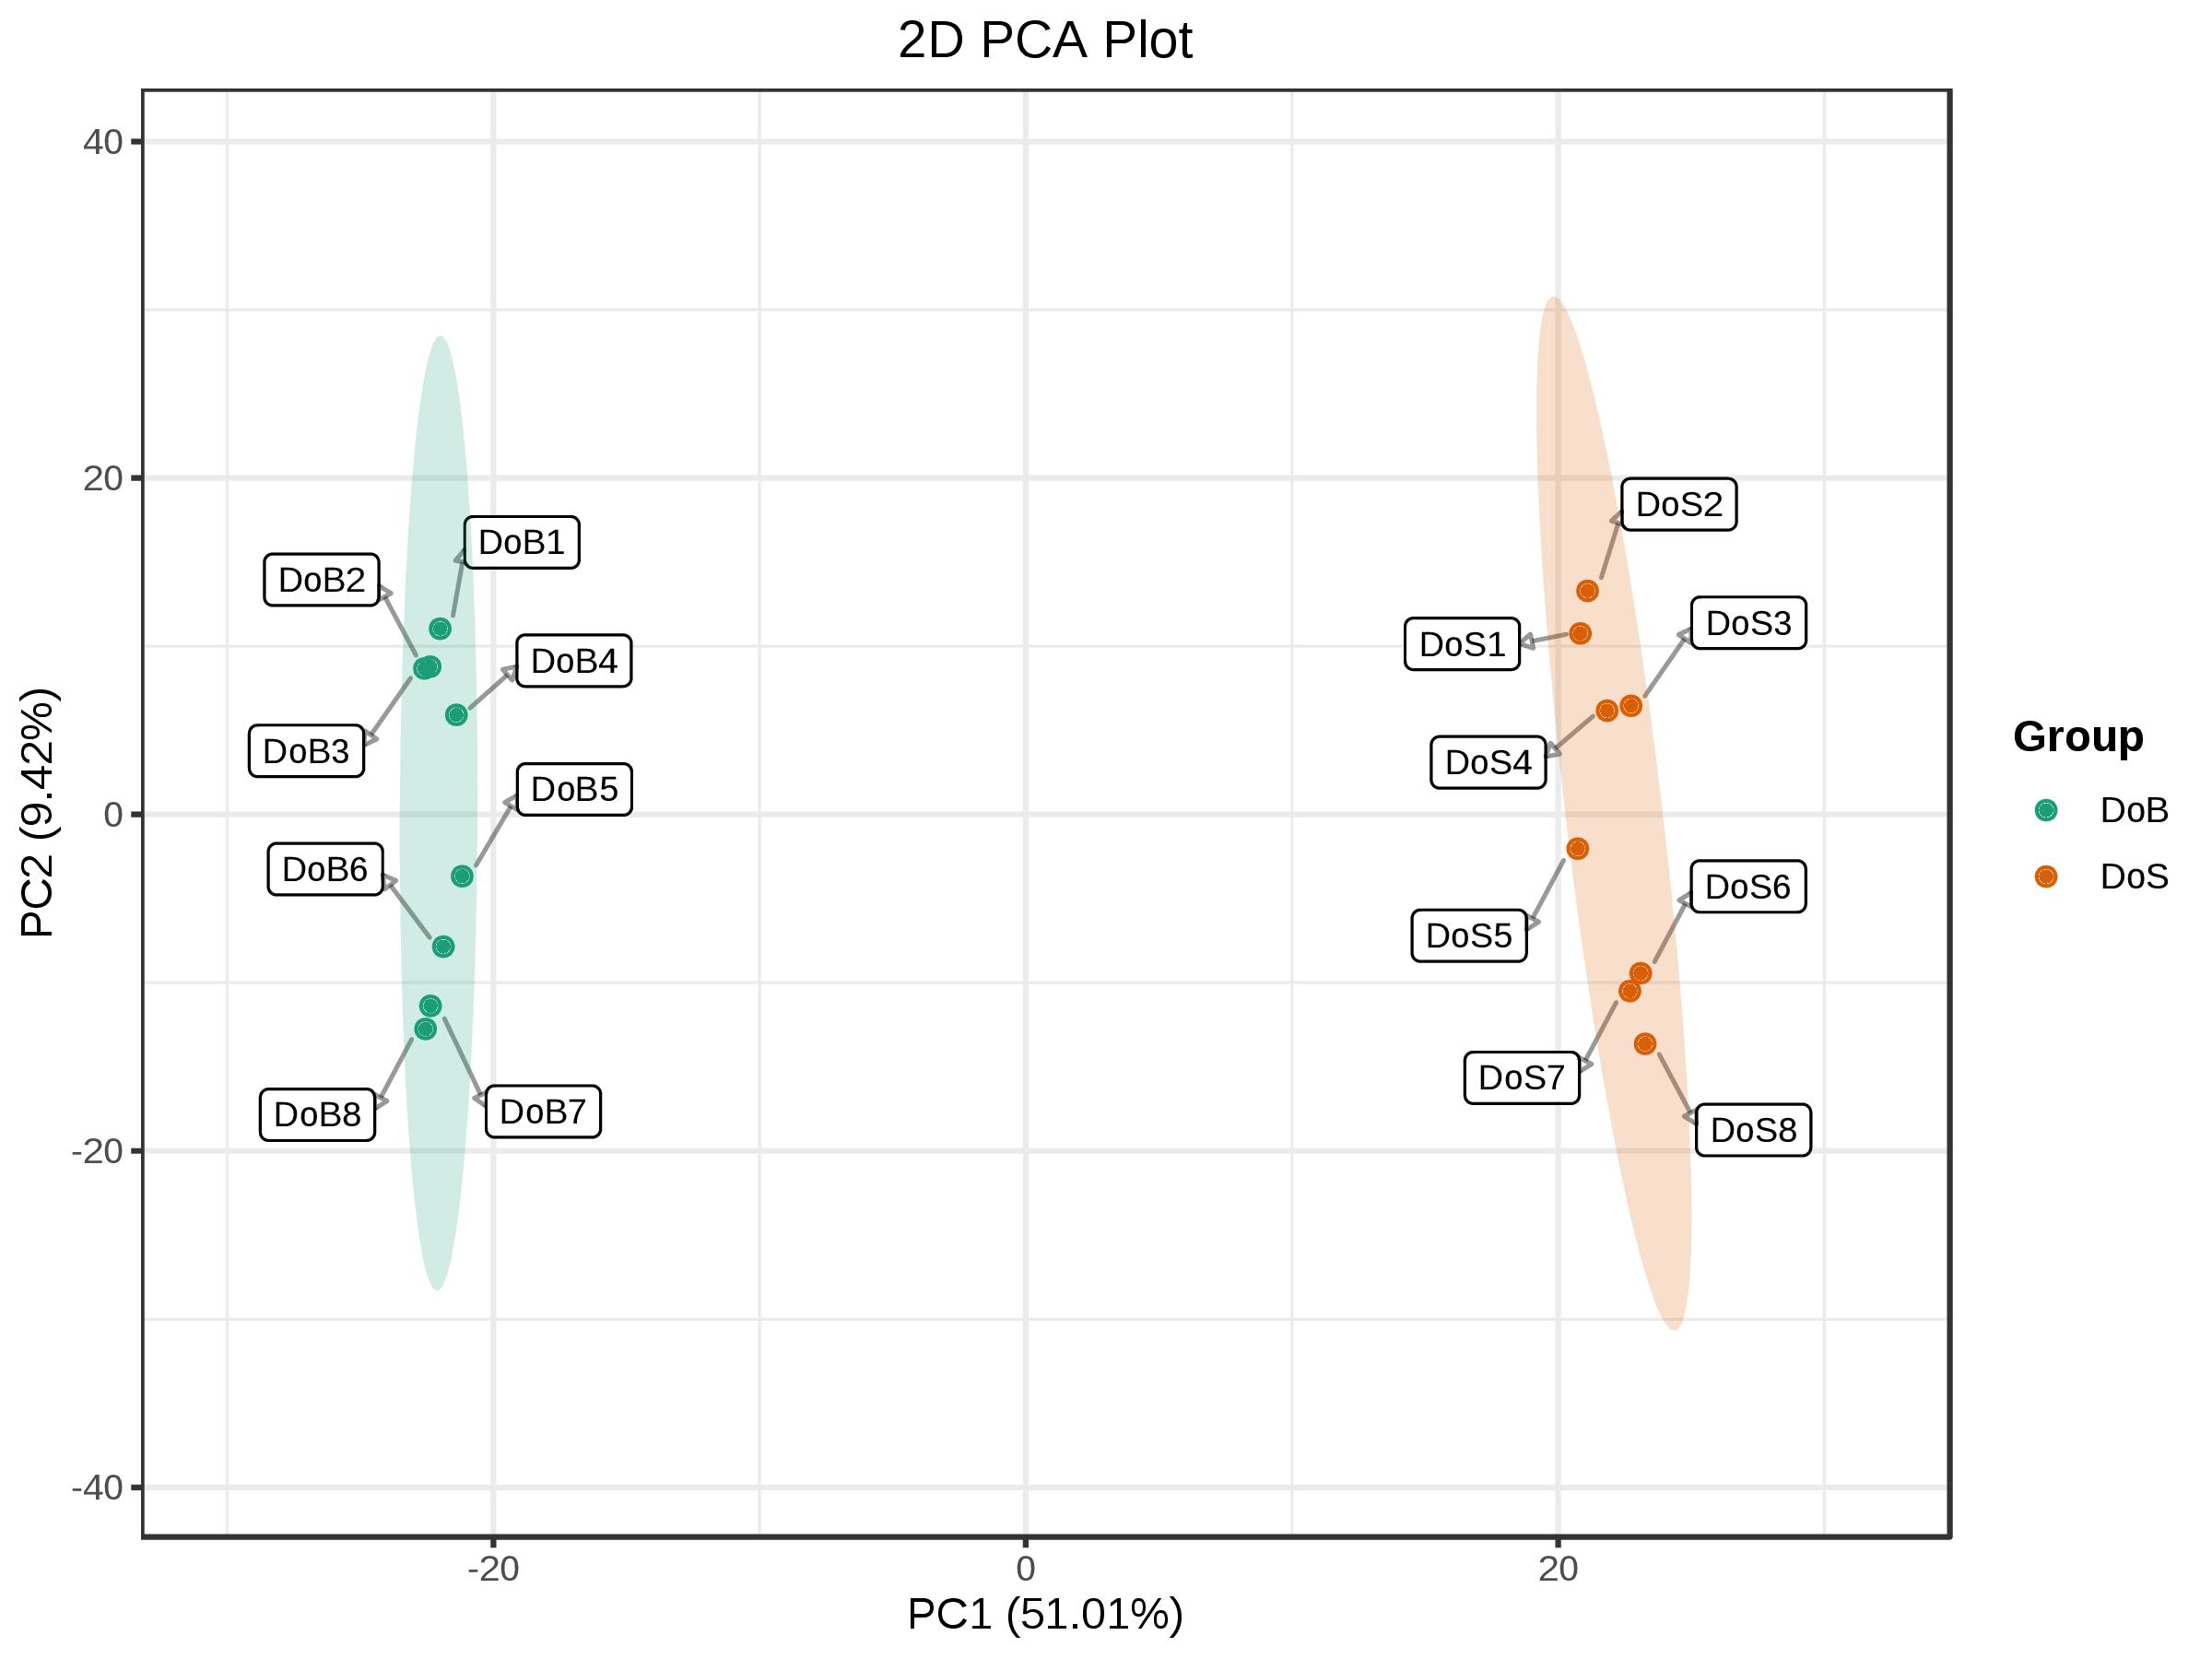 2D PCA Plot
40
20
0
-20
-40
PC2 (9.42%)
DoB1
DoB2
DoB4
DoB3
DoB5
DoB6
DoB8
DoB7
DoS2
DoS3
DoS1
DoS4
DoS6
DoS5
DoS7
DoS8
-20
0
20
PC1 (51.01%)
Group
DoB
DoS